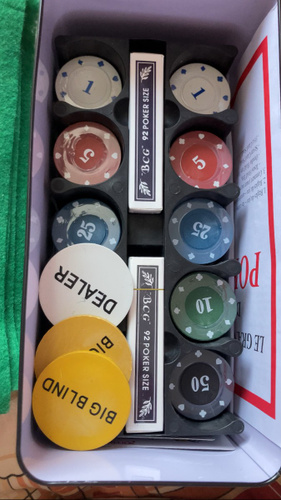 1
1
5
5
25
25
"BCG" 92 POKER SIZE
DEALER
10
BIG
BIG BLIND
"BCG" 92 POKER SIZE
50
PO
LE GRA